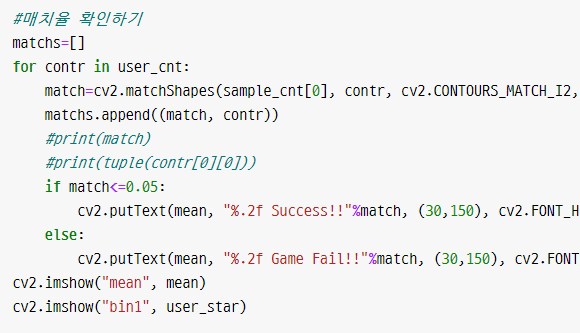 #매치율 확인하기
matchs=[]
for contr in user_cnt:
    match=cv2.matchShapes(sample_cnt[0], contr, cv2.CONTOURS_MATCH_I2,
    matchs.append((match, contr))
    #print(match)
    #print(tuple(contr[0][0]))
    if match<=0.05:
        cv2.putText(mean, "%.2f Success!!"%match, (30,150), cv2.FONT_H
    else:
        cv2.putText(mean, "%.2f Game Fail!!"%match, (30,150), cv2.FONT
cv2.imshow("mean", mean)
cv2.imshow("bin1", user_star)